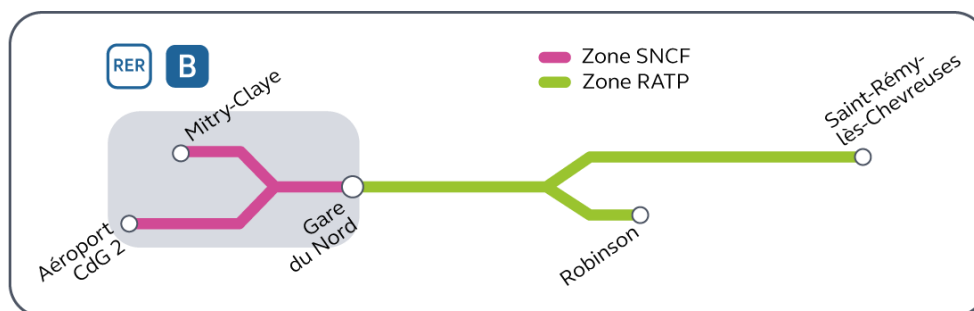 RER B
Zone SNCF
Zone RATP
Mitry-Claye
Aéroport
CdG 2
Gare
du Nord
Saint-Rémy-
lès-Chevreuses
Robinson